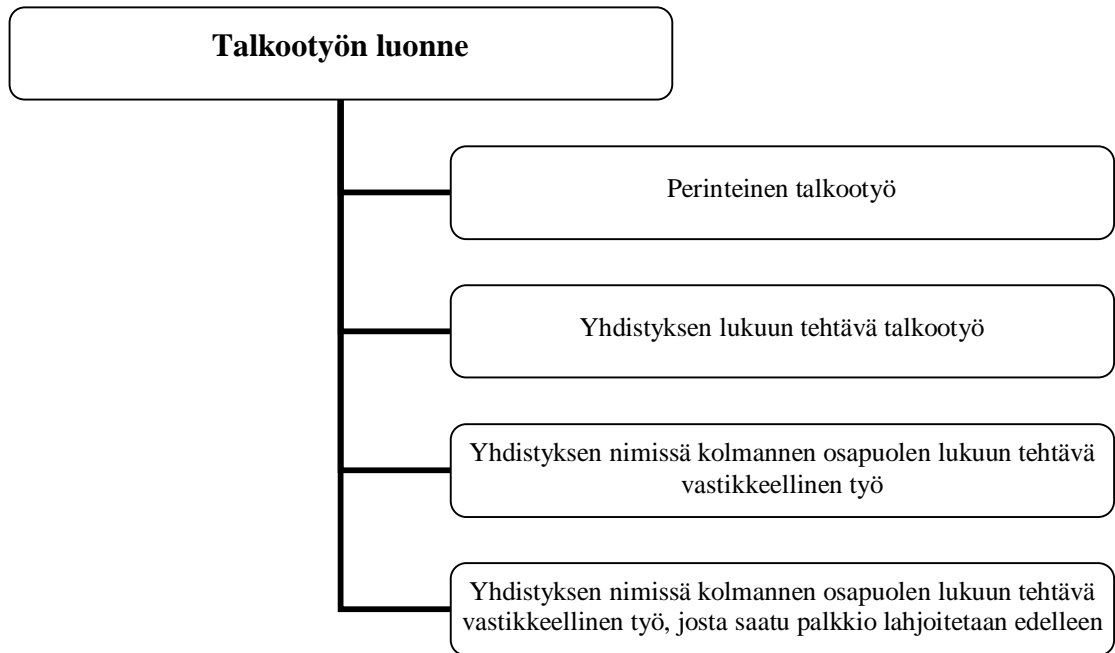 Talkootyön luonne
Perinteinen talkootyö
Yhdistyksen lukuun tehtävä talkootyö
Yhdistyksen nimissä kolmannen osapuolen lukuun tehtävä
vastikkeellinen työ
Yhdistyksen nimissä kolmannen osapuolen lukuun tehtävä
vastikkeellinen työ, josta saatu palkkio lahjoitetaan edelleen